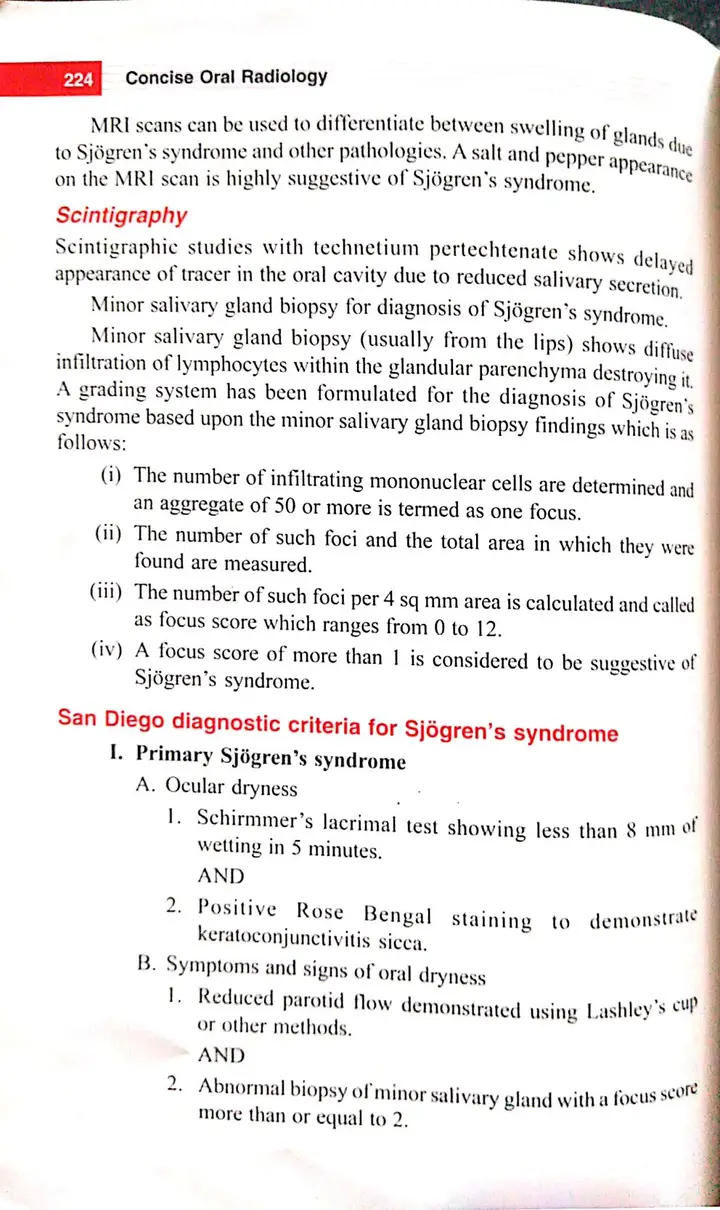 224 Concise Oral Radiology
MRI scans can be used to differentiate between swelling of glands due
to Sjögren's syndrome and other pathologies. A salt and pepper appearance
on the MRI scan is highly suggestive of Sjögren's syndrome.
Scintigraphy
Scintigraphic studies with technetium pertechtenate shows delayed
appearance of tracer in the oral cavity due to reduced salivary secretion.
Minor salivary gland biopsy for diagnosis of Sjögren's syndrome.
Minor salivary gland biopsy (usually from the lips) shows diffuse
infiltration of lymphocytes within the glandular parenchyma destroying it.
A grading system has been formulated for the diagnosis of Sjögren's
syndrome based upon the minor salivary gland biopsy findings which is as
follows:
(i) The number of infiltrating mononuclear cells are determined and
an aggregate of 50 or more is termed as one focus.
(ii) The number of such foci and the total area in which they were
found are measured.
(iii) The number of such foci per 4 sq mm area is calculated and called
as focus score which ranges from 0 to 12.
(iv) A focus score of more than 1 is considered to be suggestive of
Sjögren's syndrome.
San Diego diagnostic criteria for Sjögren's syndrome
I. Primary Sjögren's syndrome
A. Ocular dryness
1. Schirmmer's lacrimal test showing less than 8 mm of
wetting in 5 minutes.
AND
2. Positive Rose Bengal staining to demonstrate
keratoconjunctivitis sicca.
B. Symptoms and signs of oral dryness
1. Reduced parotid flow demonstrated using Lashley's cup
or other methods.
AND
2. Abnormal biopsy of minor salivary gland with a focus score
more than or equal to 2.